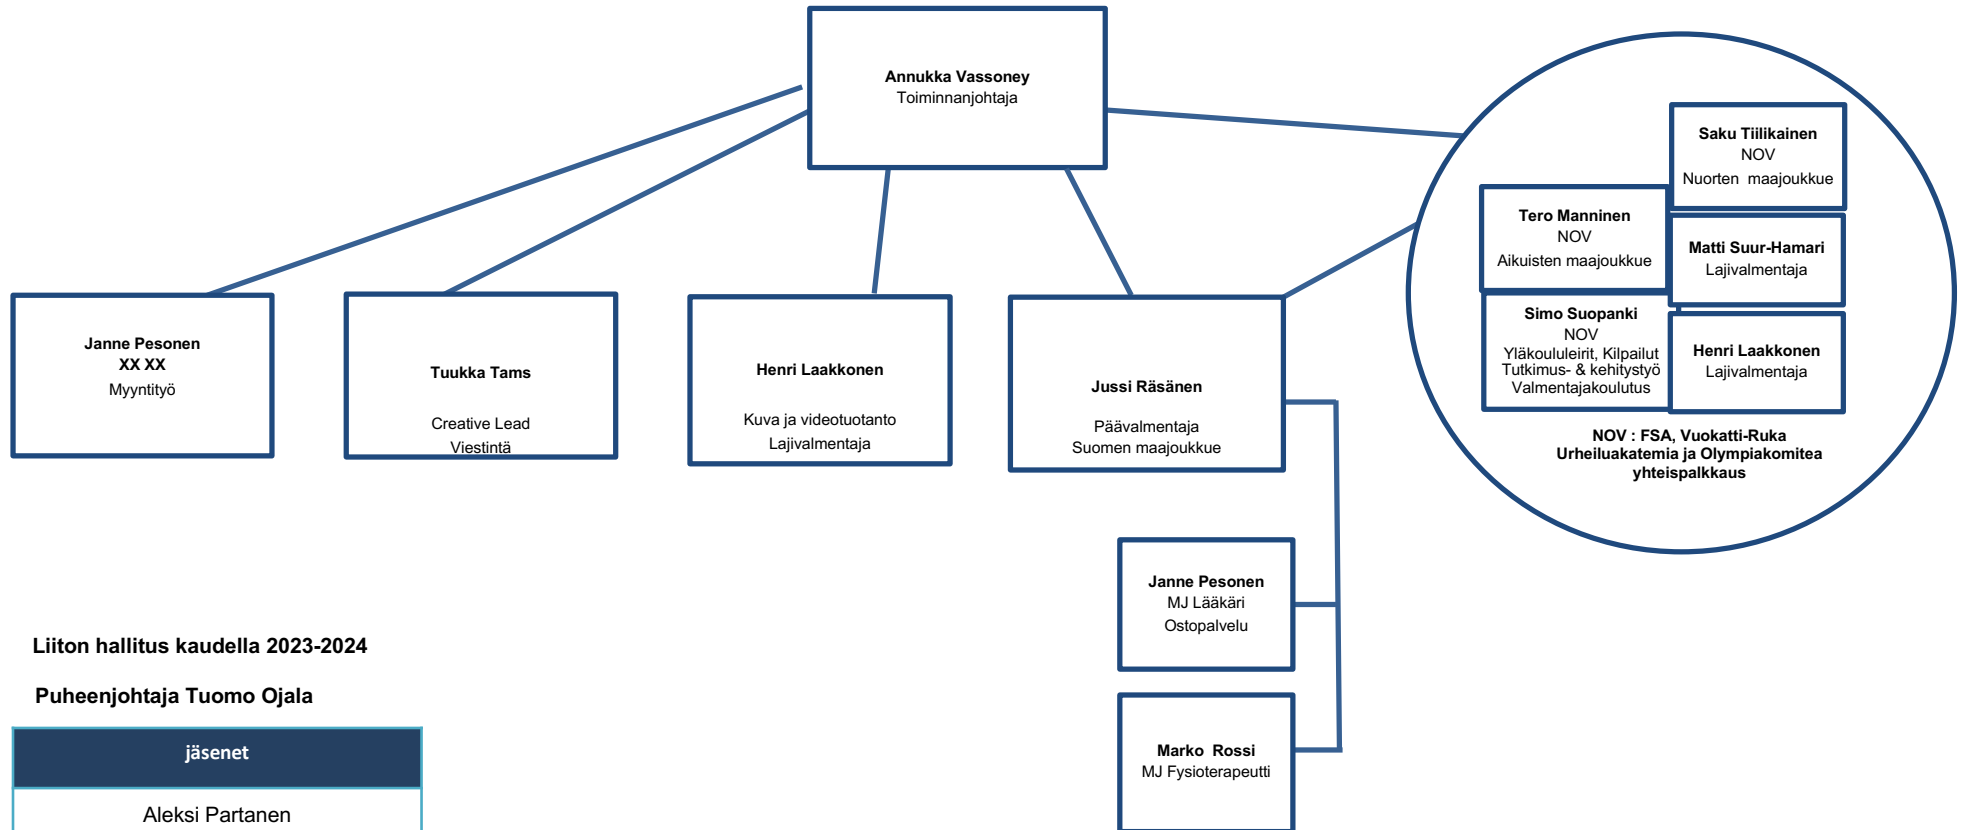 Annukka Vassoney
Toiminnanjohtaja
Saku Tiilikainen
NOV
Nuorten maajoukkue
Tero Manninen
NOV
Aikuisten maajoukkue
Matti Suur-Hamari
Lajivalmentaja
Simo Suopanki
NOV
Yläkoululeirit, Kilpailut
Tutkimus- & kehitystyö
Valmentajakoulutus
Henri Laakkonen
Lajivalmentaja
NOV : FSA, Vuokatti-Ruka
Urheiluakatemia ja Olympiakomitea
yhteispalkkaus
Janne Pesonen
XX XX
Myyntityö
Tuukka Tams
Creative Lead
Viestintä
Henri Laakkonen
Kuva ja videotuotanto
Lajivalmentaja
Jussi Räsänen
Päävalmentaja
Suomen maajoukkue
Janne Pesonen
MJ Lääkäri
Ostopalvelu
Marko Rossi
MJ Fysioterapeutti
Liiton hallitus kaudella 2023-2024
Puheenjohtaja Tuomo Ojala
jäsenet
Aleksi Partanen